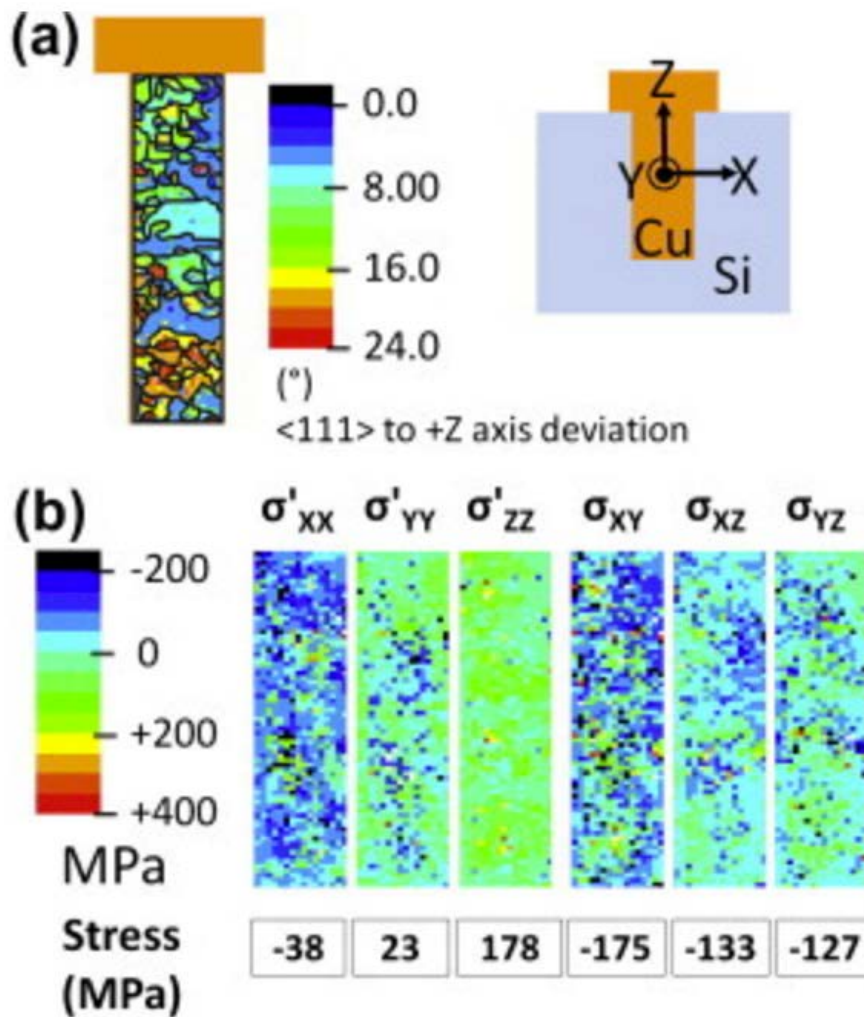 (a)
0.0
8.00
16.0
24.0
(°)
<111> to +Z axis deviation
Z
Y
X
Cu
Si
(b)
σ'XX σ'YY σ'ZZ σXY σXZ σYZ
-200
0
+200
+400
MPa
Stress (MPa)
-38 23 178 -175 -133 -127